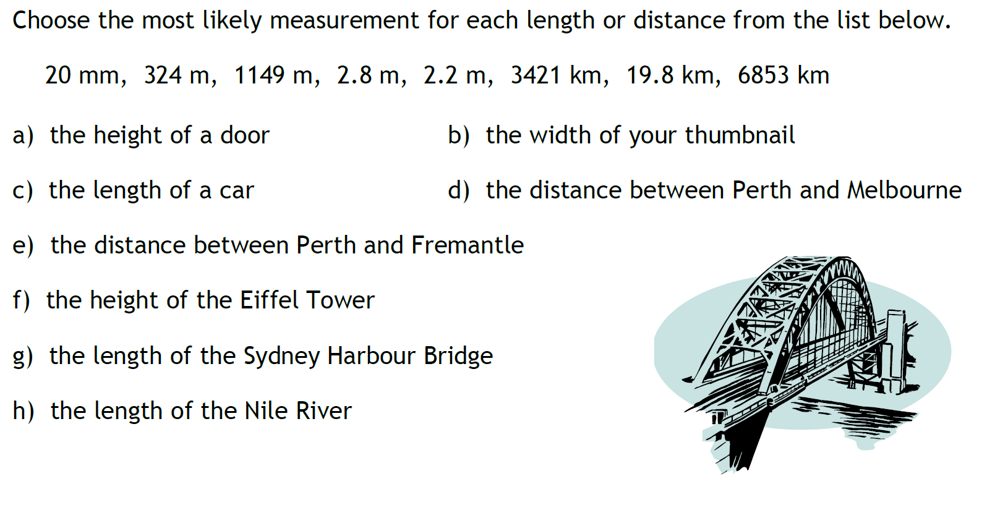 Choose the most likely measurement for each length or distance from the list below.
20 mm, 324 m, 1149 m, 2.8 m, 2.2 m, 3421 km, 19.8 km, 6853 km
a) the height of a door
b) the width of your thumbnail
c) the length of a car
d) the distance between Perth and Melbourne
e) the distance between Perth and Fremantle
f) the height of the Eiffel Tower
g) the length of the Sydney Harbour Bridge
h) the length of the Nile River